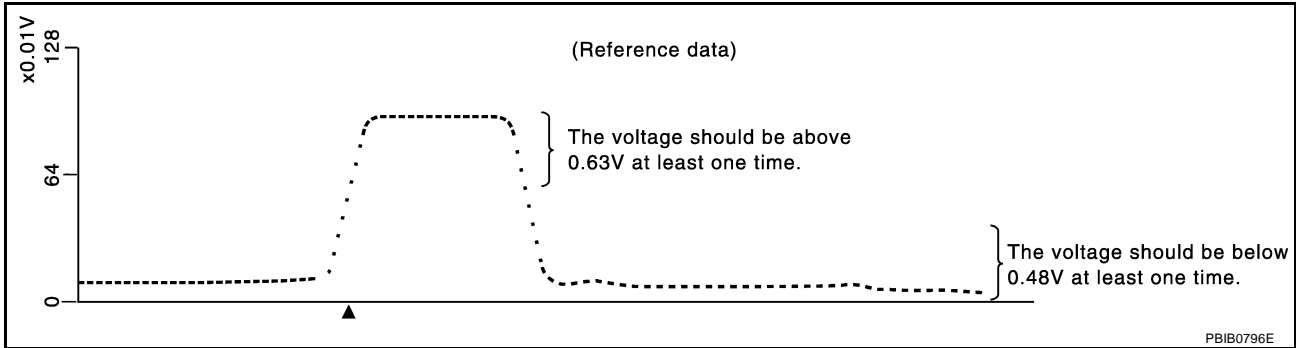 x0.01V
128
64
0
(Reference data)
The voltage should be above
0.63V at least one time.
The voltage should be below
0.48V at least one time.
PBIB0796E